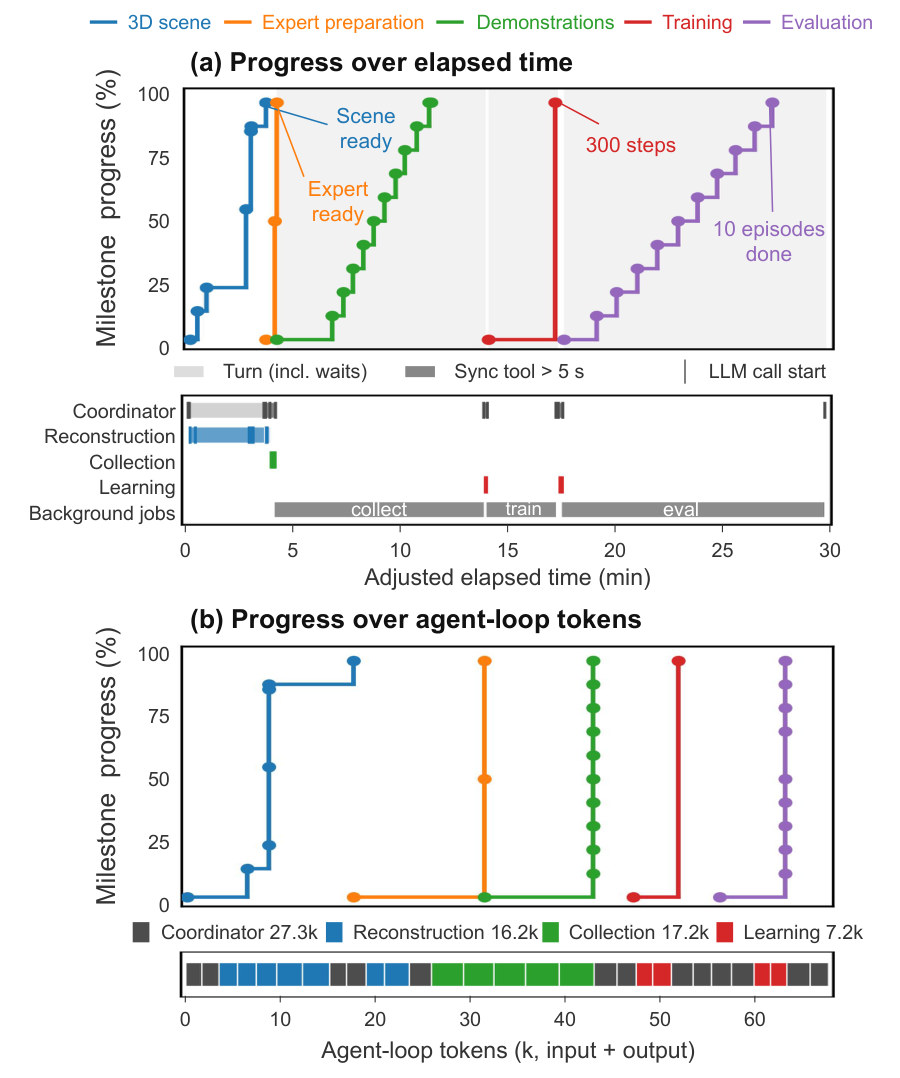 3D scene Expert preparation Demonstrations Training Evaluation
(a) Progress over elapsed time
Milestone progress (%)
100
75
50
25
0
Scene
ready
Expert
ready
300 steps
10 episodes
done
Turn (incl. waits) Sync tool > 5 s LLM call start
Coordinator
Reconstruction
Collection
Learning
Background jobs
collect train eval
0 5 10 15 20 25 30
Adjusted elapsed time (min)
(b) Progress over agent-loop tokens
Milestone progress (%)
100
75
50
25
0
Coordinator 27.3k Reconstruction 16.2k Collection 17.2k Learning 7.2k
0 10 20 30 40 50 60
Agent-loop tokens (k, input + output)